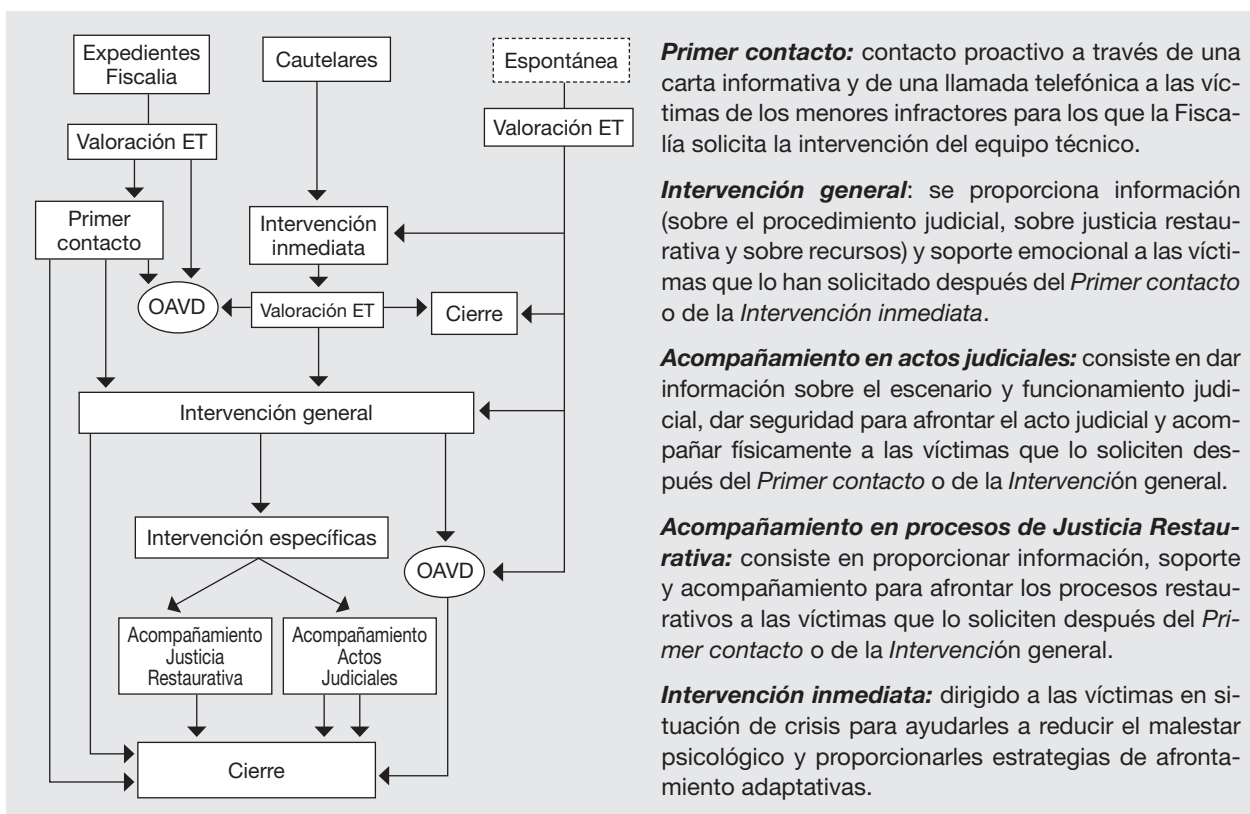 Expedientes
Fiscalia
Cautelares
Espontánea
Valoración ET
Valoración ET
Primer
contacto
Intervención
inmediata
OAVD
Valoración ET
Cierre
Intervención general
Intervención específicas
OAVD
Acompañamiento
Justicia
Restaurativa
Acompañamiento
Actos
Judiciales
Cierre
Primer contacto: contacto proactivo a través de una
carta informativa y de una llamada telefónica a las víc-
timas de los menores infractores para los que la Fisca-
lía solicita la intervención del equipo técnico.
Intervención general: se proporciona información
(sobre el procedimiento judicial, sobre justicia restau-
rativa y sobre recursos) y soporte emocional a las vícti-
mas que lo han solicitado después del Primer contacto
o de la Intervención inmediata.
Acompañamiento en actos judiciales: consiste en dar
información sobre el escenario y funcionamiento judi-
cial, dar seguridad para afrontar el acto judicial y acom-
pañar físicamente a las víctimas que lo soliciten des-
pués del Primer contacto o de la Intervención general.
Acompañamiento en procesos de Justicia Restau-
rativa: consiste en proporcionar información, soporte
y acompañamiento para afrontar los procesos restau-
rativos a las víctimas que lo soliciten después del Pri-
mer contacto o de la Intervención general.
Intervención inmediata: dirigido a las víctimas en si-
tuación de crisis para ayudarles a reducir el malestar
psicológico y proporcionarles estrategias de afronta-
miento adaptativas.